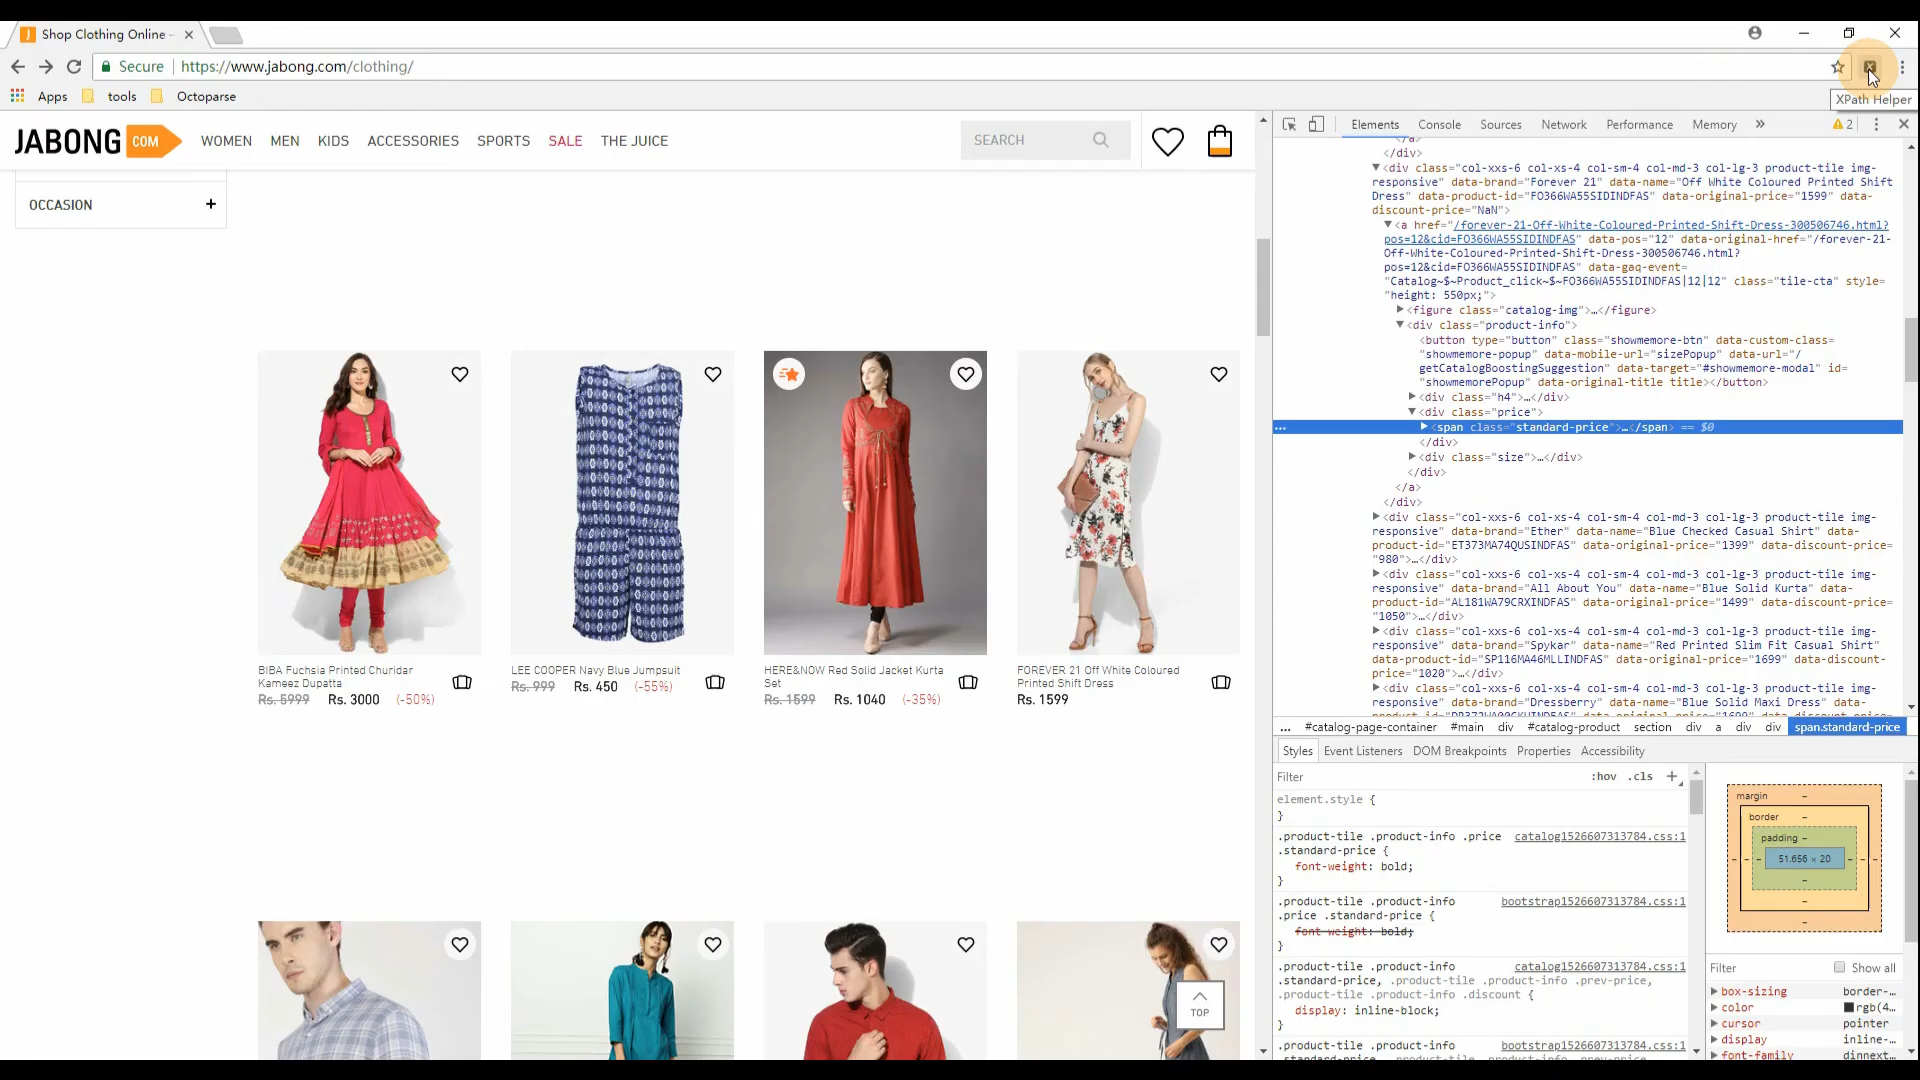 Shop Clothing Online -
Secure https://www.jabong.com/clothing/
XPath Helper
Apps tools Octoparse
JABONG COM WOMEN MEN KIDS ACCESSORIES SPORTS SALE THE JUICE SEARCH
OCCASION +
BIBA Fuchsia Printed Churidar
Kameez Dupatta
Rs. 5999 Rs. 3000 (-50%)
LEE COOPER Navy Blue Jumpsuit
Rs. 999 Rs. 450 (-55%)
HERE&NOW Red Solid Jacket Kurta
Set
Rs. 1599 Rs. 1040 (-35%)
FOREVER 21 Off White Coloured
Printed Shift Dress
Rs. 1599
TOP
Elements Console Sources Network Performance Memory » 2
</div>
<div class="col-xxs-6 col-xs-4 col-sm-4 col-md-3 col-lg-3 product-tile img-
responsive" data-brand="Forever 21" data-name="Off White Coloured Printed Shift
Dress" data-product-id="FO366WA55SIDINDFAS" data-original-price="1599" data-
discount-price="NaN">
<a href="/forever-21-Off-White-Coloured-Printed-Shift-Dress-300506746.html?
pos=12&cid=FO366WA55SIDINDFAS" data-pos="12" data-original-href="/forever-21-
Off-White-Coloured-Printed-Shift-Dress-300506746.html?
pos=12&cid=FO366WA55SIDINDFAS" data-gaq-event=
"Catalog~$~Product_click~$~FO366WA55SIDINDFAS|12|12" class="tile-cta" style=
"height: 550px;">
<figure class="catalog-img">…</figure>
<div class="product-info">
<button type="button" class="showmemore-btn" data-custom-class=
"showmemore-popup" data-mobile-url="sizePopup" data-url="/
getCatalogBoostingSuggestion" data-target="#showmemore-modal" id=
"showmemorePopup" data-original-title title></button>
<div class="h4">…</div>
<div class="price">
… <span class="standard-price">…</span> == $0
</div>
<div class="size">…</div>
</div>
</a>
</div>
<div class="col-xxs-6 col-xs-4 col-sm-4 col-md-3 col-lg-3 product-tile img-
responsive" data-brand="Ether" data-name="Blue Checked Casual Shirt" data-
product-id="ET373MA74QUSINDFAS" data-original-price="1399" data-discount-price=
"980">…</div>
<div class="col-xxs-6 col-xs-4 col-sm-4 col-md-3 col-lg-3 product-tile img-
responsive" data-brand="All About You" data-name="Blue Solid Kurta" data-
product-id="AL181WA79CRXINDFAS" data-original-price="1499" data-discount-price=
"1050">…</div>
<div class="col-xxs-6 col-xs-4 col-sm-4 col-md-3 col-lg-3 product-tile img-
responsive" data-brand="Spykar" data-name="Red Printed Slim Fit Casual Shirt"
data-product-id="SP116MA46MLLINDFAS" data-original-price="1699" data-discount-
price="1020">…</div>
<div class="col-xxs-6 col-xs-4 col-sm-4 col-md-3 col-lg-3 product-tile img-
responsive" data-brand="Dressberry" data-name="Blue Solid Maxi Dress" data-
… #catalog-page-container #main div #catalog-product section div a div div span.standard-price
Styles Event Listeners DOM Breakpoints Properties Accessibility
Filter :hov .cls +
element.style {
}
.product-tile .product-info .price catalog1526607313784.css:1
.standard-price {
font-weight: bold;
}
.product-tile .product-info bootstrap1526607313784.css:1
.price .standard-price {
font-weight: bold;
}
.product-tile .product-info catalog1526607313784.css:1
.standard-price, .product-tile .product-info .prev-price,
.product-tile .product-info .discount {
display: inline-block;
}
.product-tile .product-info bootstrap1526607313784.css:1
margin –
border –
padding –
– – – 51.656 × 20 – – –
–
–
–
Filter Show all
box-sizing border-…
color rgb(4…
cursor pointer
display inline-…
font-family dinnext…